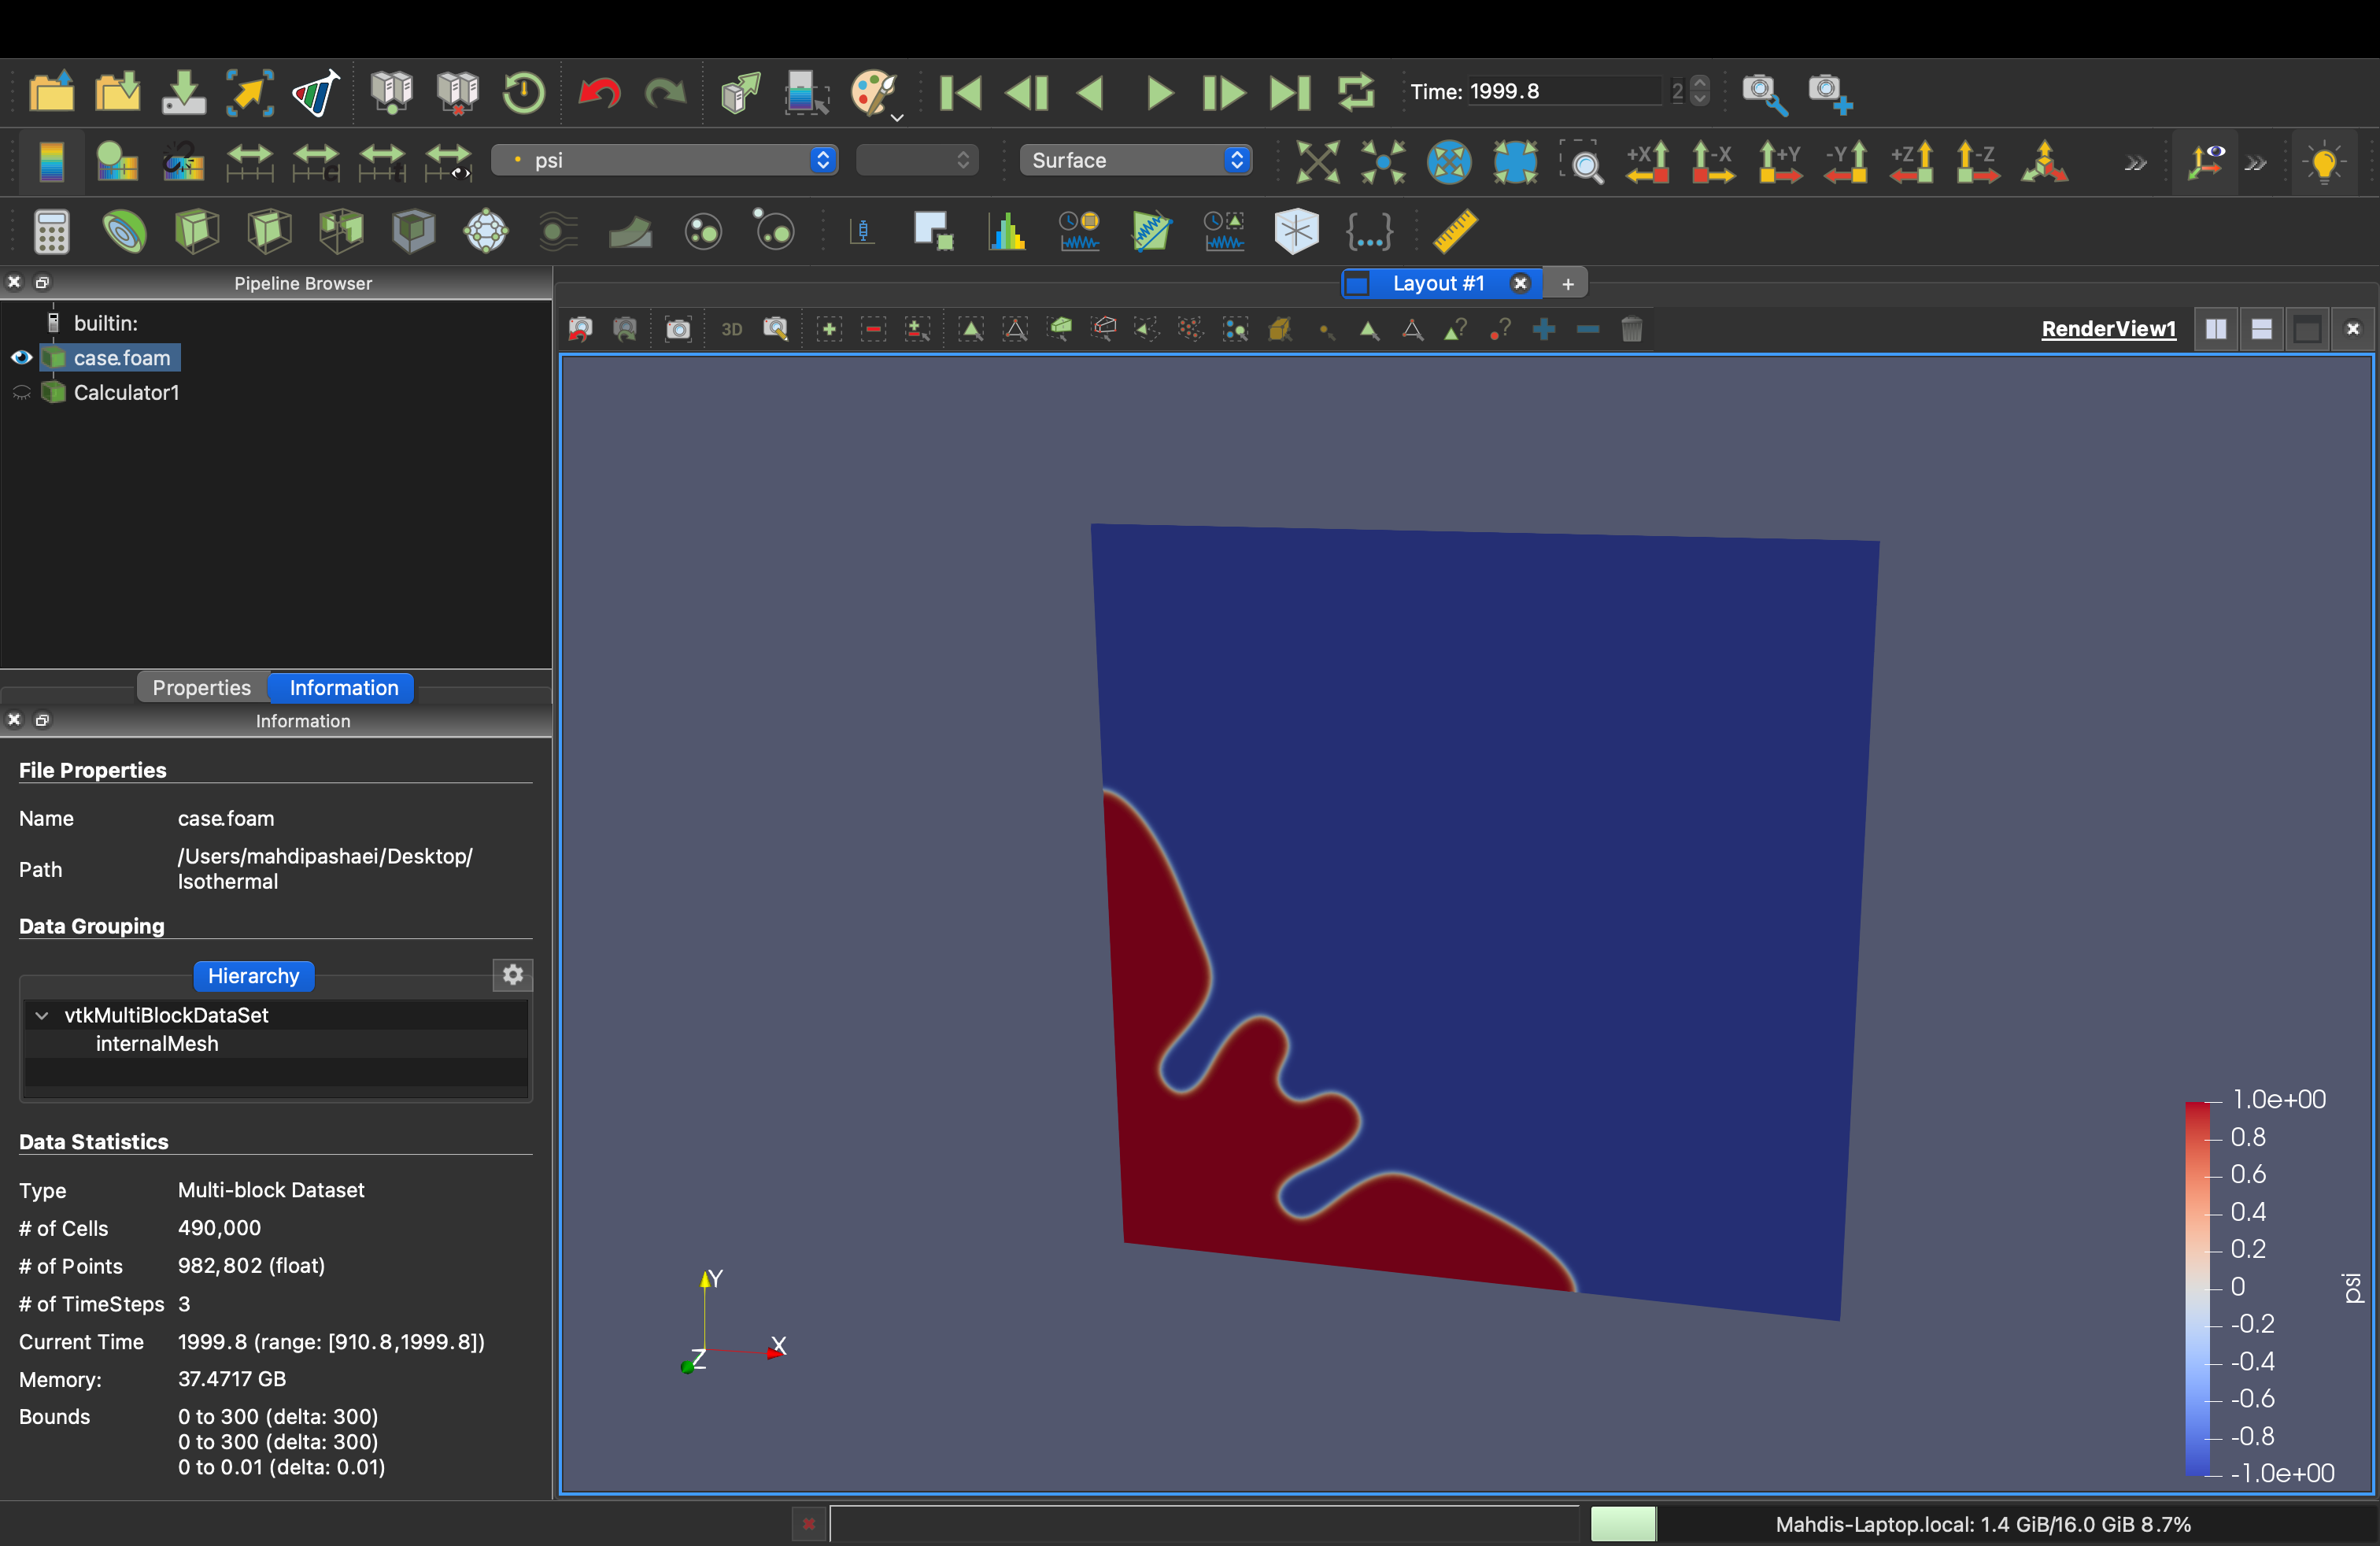 Time: 1999.8 2
psi
Surface
+X -X +Y -Y +Z -Z
Pipeline Browser
Layout #1 +
builtin:
case.foam
Calculator1
3D
RenderView1
Properties Information
Information
File Properties
Name case.foam
Path /Users/mahdipashaei/Desktop/
Isothermal
Data Grouping
Hierarchy
vtkMultiBlockDataSet
internalMesh
Data Statistics
Type Multi-block Dataset
# of Cells 490,000
# of Points 982,802 (float)
# of TimeSteps 3
Current Time 1999.8 (range: [910.8,1999.8])
Memory: 37.4717 GB
Bounds 0 to 300 (delta: 300)
0 to 300 (delta: 300)
0 to 0.01 (delta: 0.01)
Y
X
Z
1.0e+00
0.8
0.6
0.4
0.2
0
-0.2
-0.4
-0.6
-0.8
-1.0e+00
psi
Mahdis-Laptop.local: 1.4 GiB/16.0 GiB 8.7%